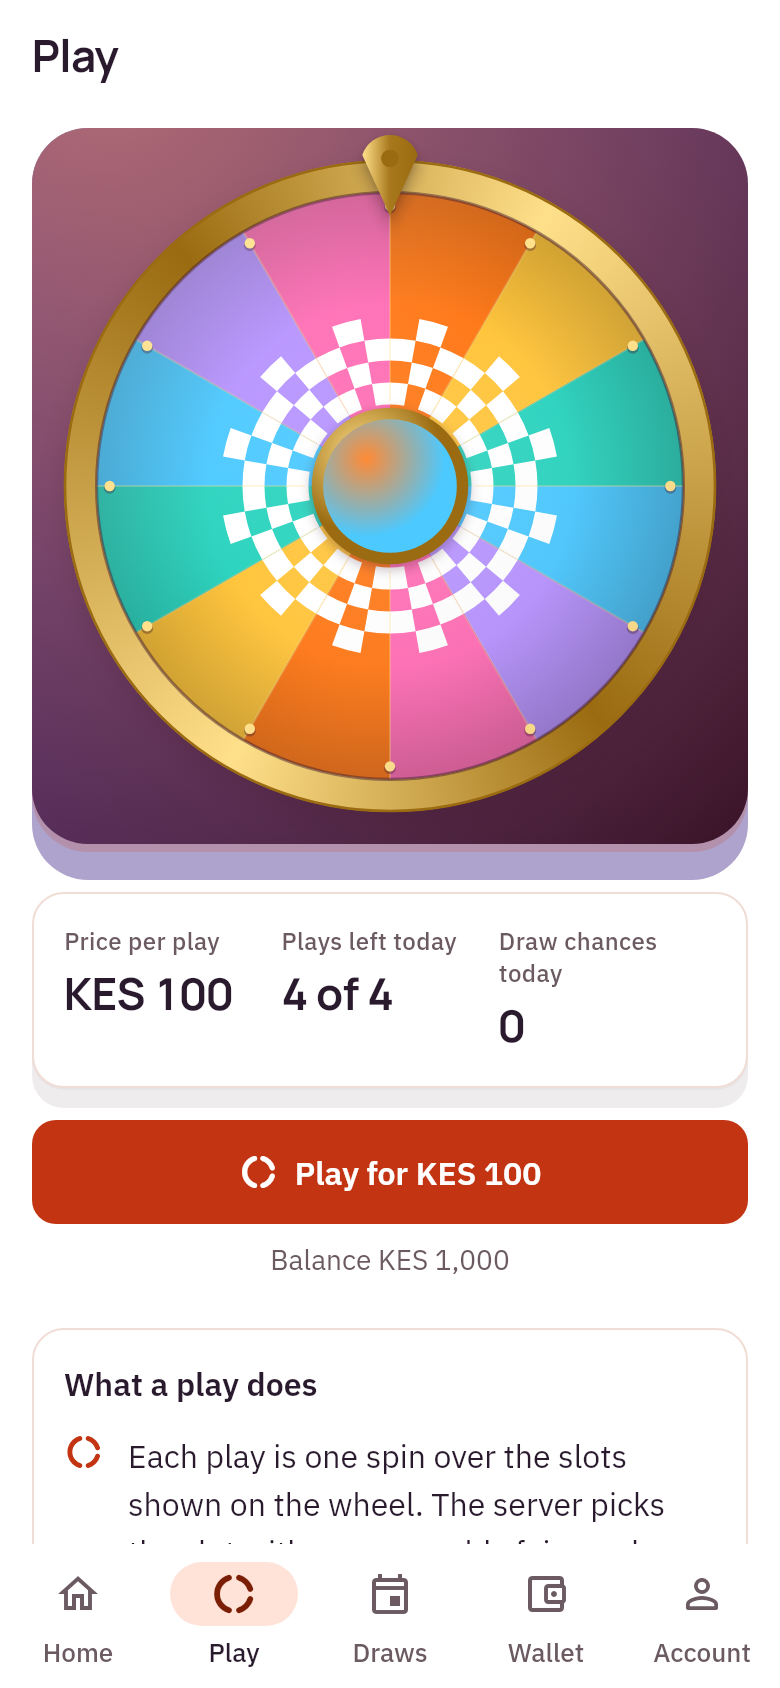 Play
Price per play
KES 100
Plays left today
4 of 4
Draw chances
today
0
Play for KES 100
Balance KES 1,000
What a play does
Each play is one spin over the slots
shown on the wheel. The server picks
Home
Play
Draws
Wallet
Account